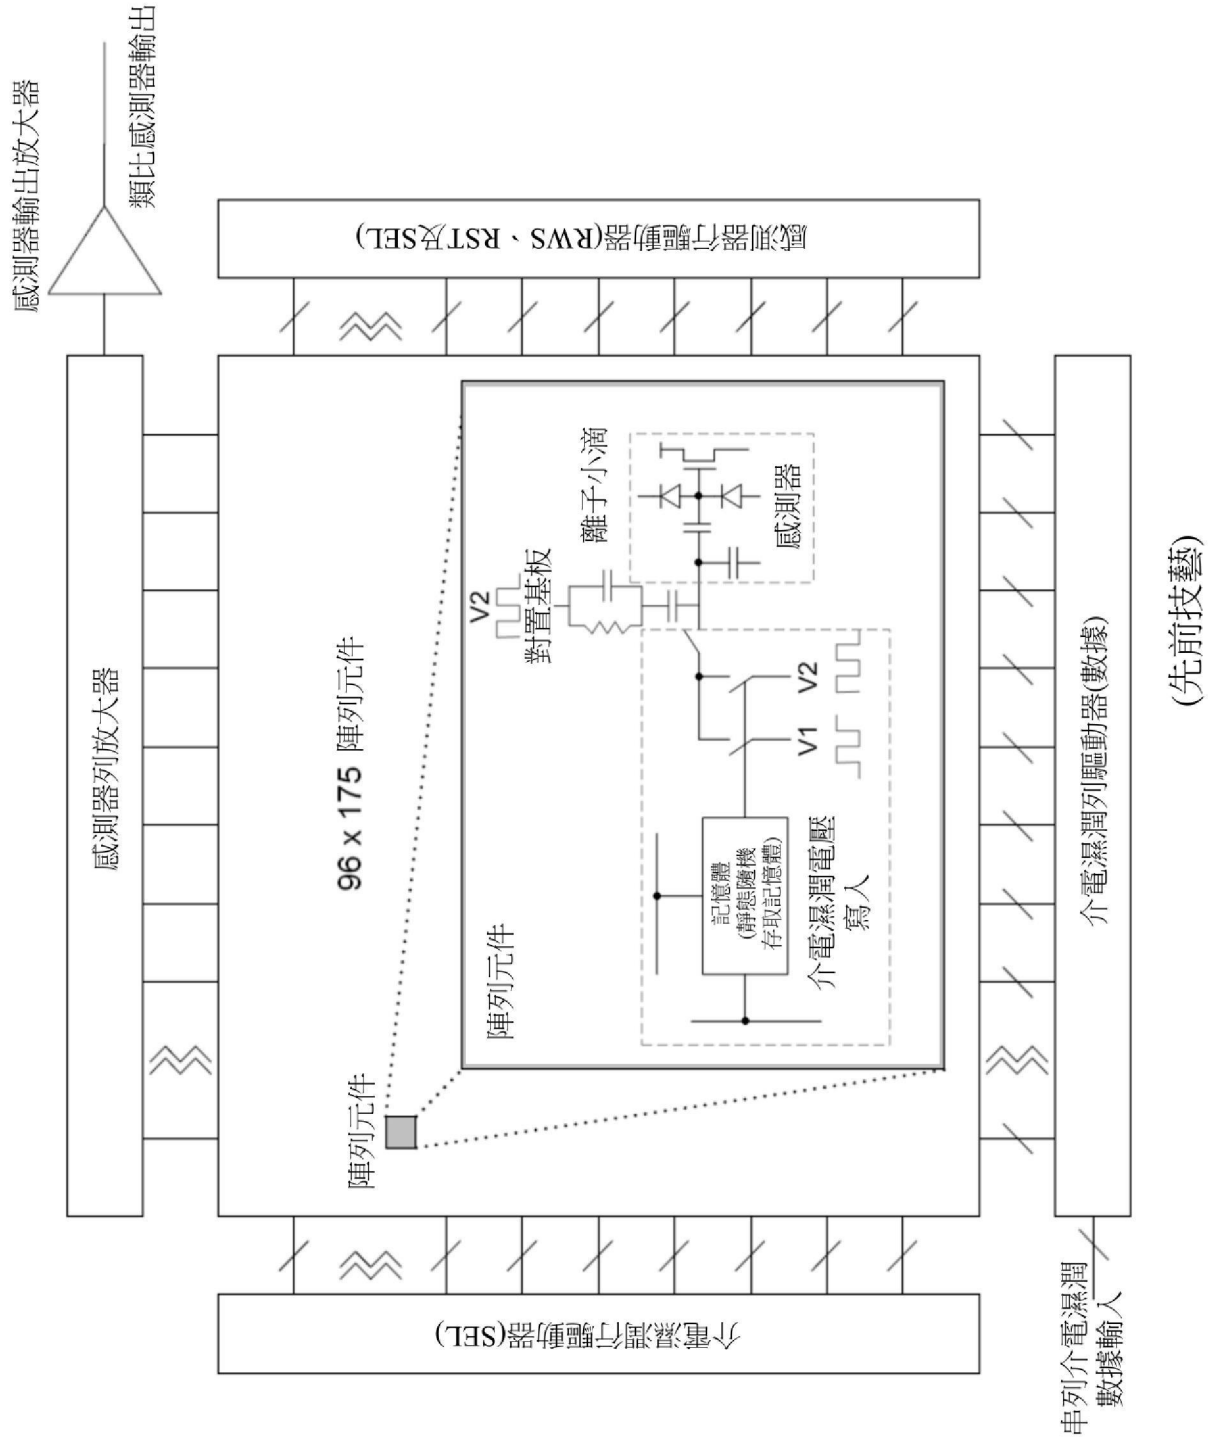 感測器輸出放大器
類比感測器輸出
感測器列放大器
感測器行驅動器(RWS、RST及SEL)
96 x 175 陣列元件
陣列元件
陣列元件
V2
對置基板
離子小滴
感測器
記憶體
(靜態隨機
存取記憶體)
V1
V2
介電濕潤電壓
寫入
介電濕潤行驅動器(SEL)
介電濕潤列驅動器(數據)
串列介電濕潤
數據輸入
(先前技藝)